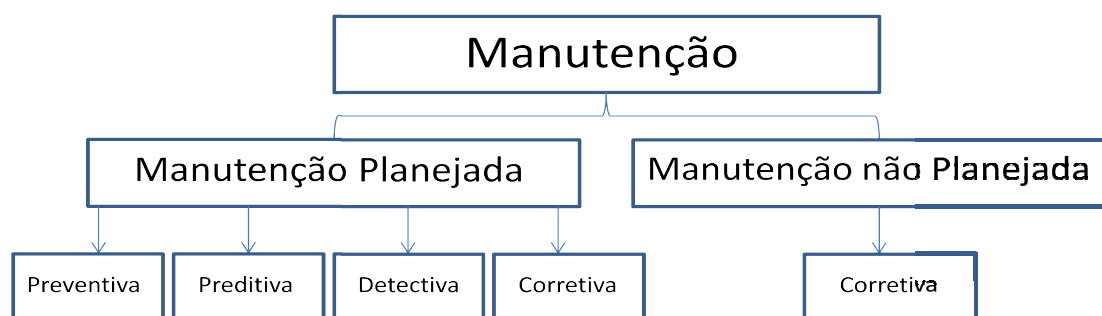 Manutenção
Manutenção Planejada
Manutenção não Planejada
Preventiva
Preditiva
Detectiva
Corretiva
Corretiva